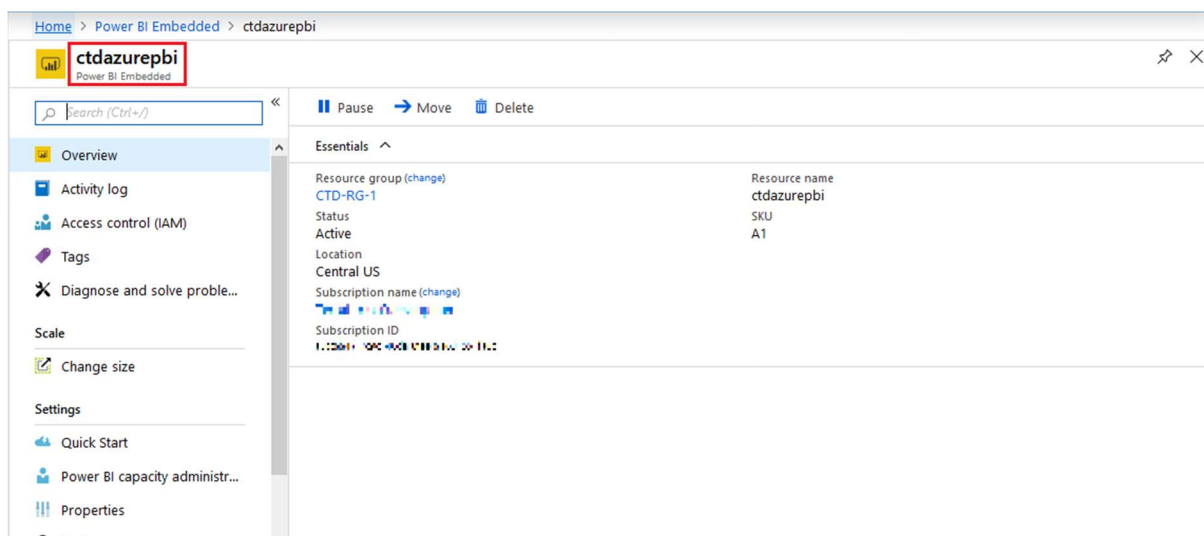 Home > Power BI Embedded > ctdazurepbi
ctdazurepbi
Power BI Embedded
Search (Ctrl+/)
«
Overview
Activity log
Access control (IAM)
Tags
Diagnose and solve proble...
Scale
Change size
Settings
Quick Start
Power BI capacity administr...
Properties
Pause Move Delete
Essentials
Resource group (change)
CTD-RG-1
Status
Active
Location
Central US
Subscription name (change)
Subscription ID
Resource name
ctdazurepbi
SKU
A1